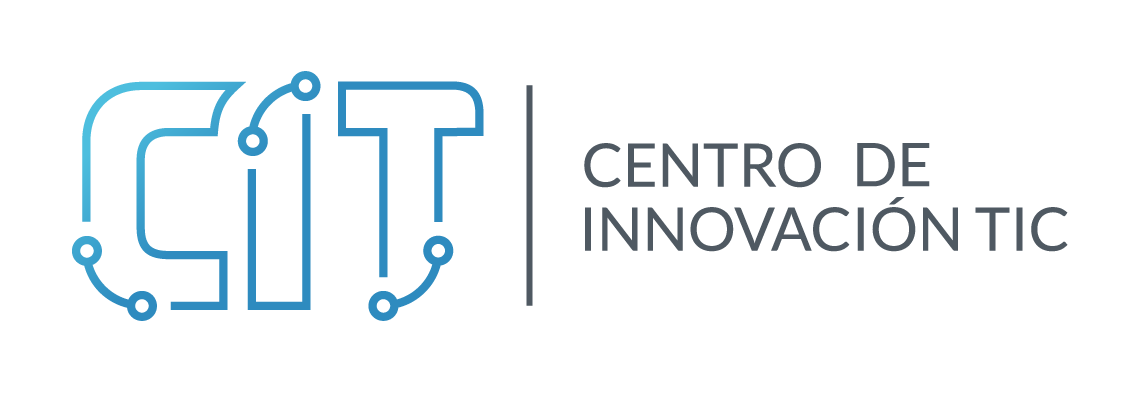 CIT
CENTRO DE
INNOVACIÓN TIC